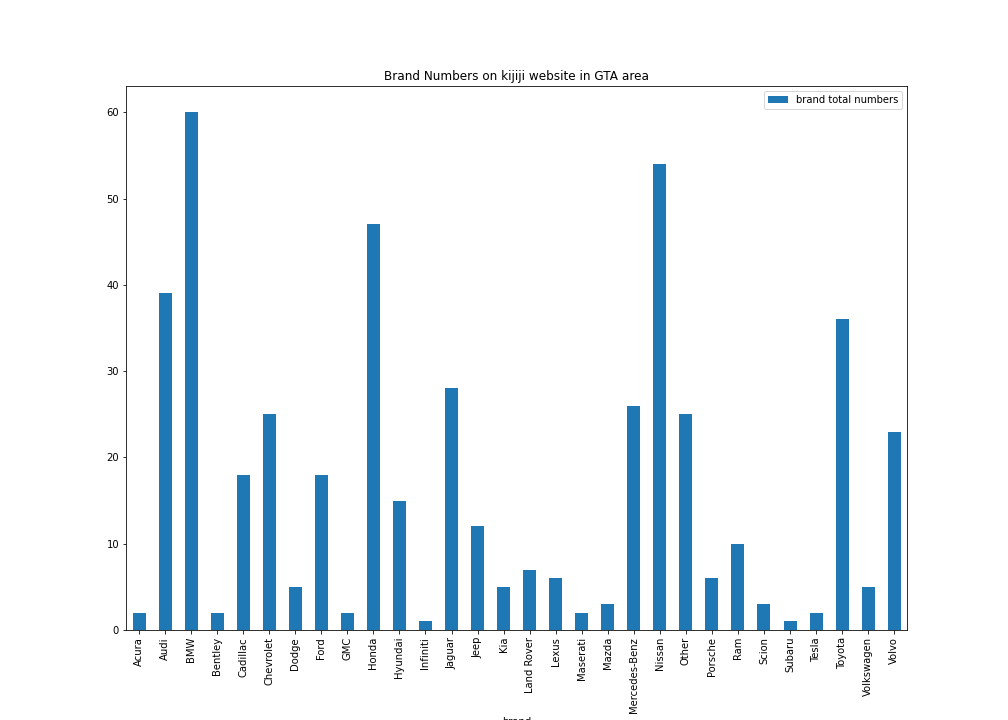 Brand Numbers on kijiji website in GTA area
brand total numbers
60
50
40
30
20
10
0
Acura
Audi
BMW
Bentley
Cadillac
Chevrolet
Dodge
Ford
GMC
Honda
Hyundai
Infiniti
Jaguar
Jeep
Kia
Land Rover
Lexus
Maserati
Mazda
Mercedes-Benz
Nissan
Other
Porsche
Ram
Scion
Subaru
Tesla
Toyota
Volkswagen
Volvo
brand